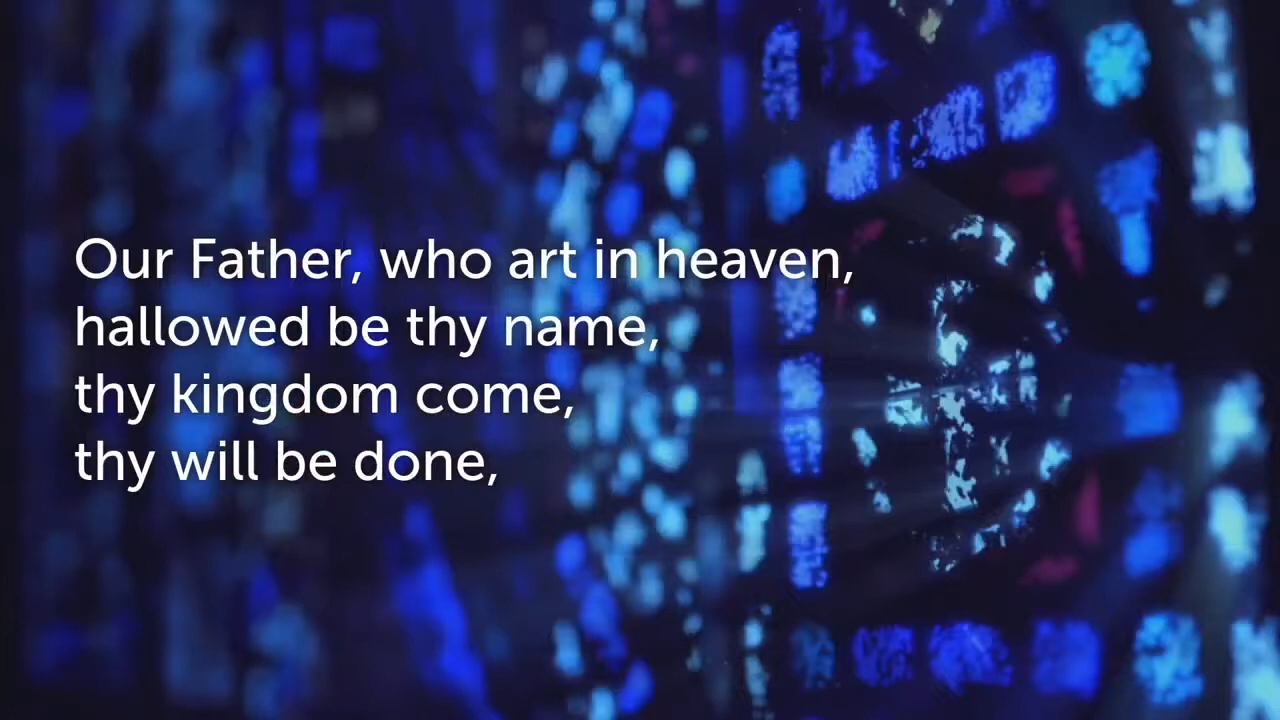 Our Father, who art in heaven,
hallowed be thy name,
thy kingdom come,
thy will be done,